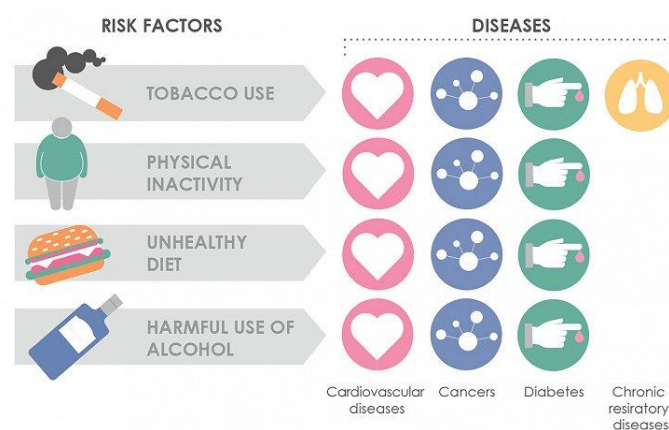 RISK FACTORS
DISEASES
TOBACCO USE
PHYSICAL
INACTIVITY
UNHEALTHY
DIET
HARMFUL USE OF
ALCOHOL
Cardiovascular
diseases
Cancers
Diabetes
Chronic
resiratory
diseases